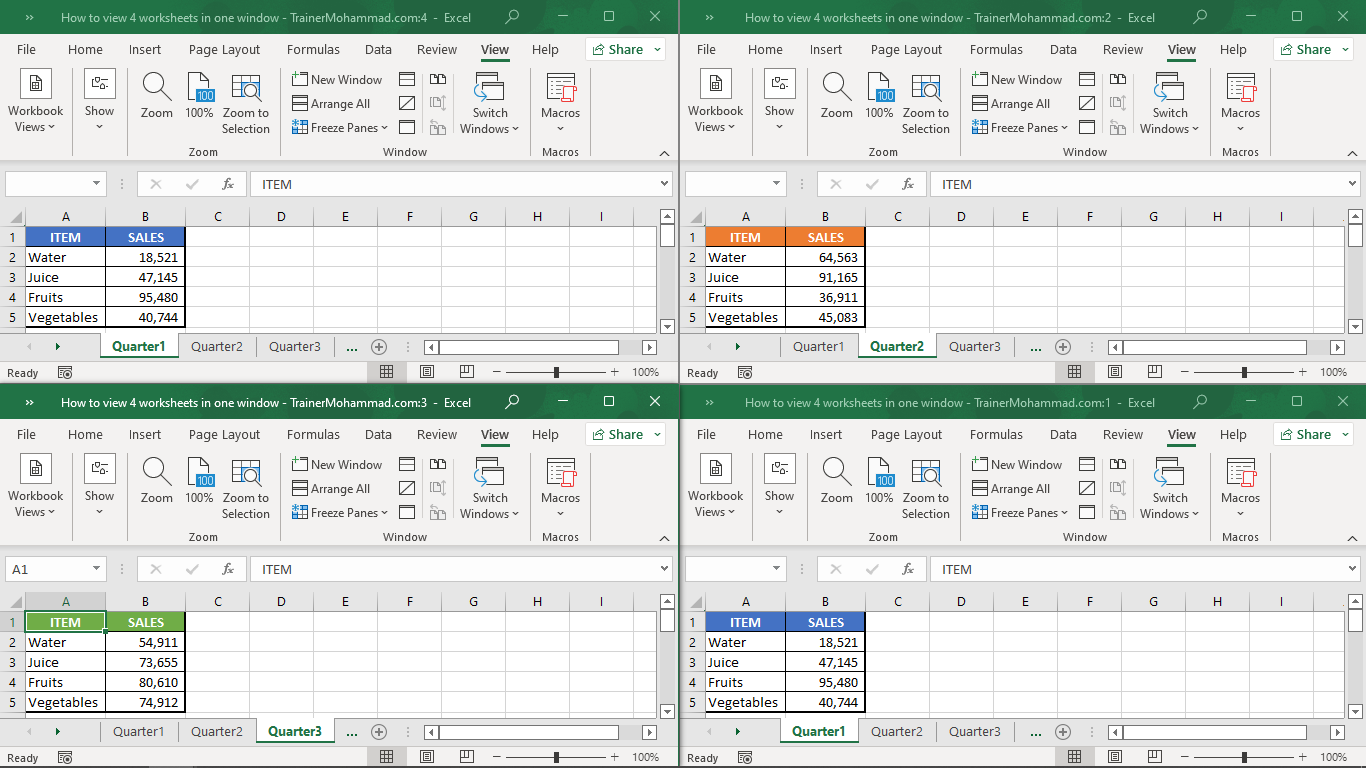 How to view 4 worksheets in one window - TrainerMohammad.com:4 - Excel
File Home Insert Page Layout Formulas Data Review View Help Share
Workbook Views Show Zoom 100% Zoom to Selection New Window Arrange All Freeze Panes Switch Windows Macros
Zoom Window Macros
fx ITEM
A B C D E F G H I
1 ITEM SALES
2 Water 18,521
3 Juice 47,145
4 Fruits 95,480
5 Vegetables 40,744
Quarter1 Quarter2 Quarter3 ...
Ready 100%
How to view 4 worksheets in one window - TrainerMohammad.com:2 - Excel
File Home Insert Page Layout Formulas Data Review View Help Share
Workbook Views Show Zoom 100% Zoom to Selection New Window Arrange All Freeze Panes Switch Windows Macros
Zoom Window Macros
fx ITEM
A B C D E F G H I
1 ITEM SALES
2 Water 64,563
3 Juice 91,165
4 Fruits 36,911
5 Vegetables 45,083
Quarter1 Quarter2 Quarter3 ...
Ready 100%
How to view 4 worksheets in one window - TrainerMohammad.com:3 - Excel
File Home Insert Page Layout Formulas Data Review View Help Share
Workbook Views Show Zoom 100% Zoom to Selection New Window Arrange All Freeze Panes Switch Windows Macros
Zoom Window Macros
A1 fx ITEM
A B C D E F G H I
1 ITEM SALES
2 Water 54,911
3 Juice 73,655
4 Fruits 80,610
5 Vegetables 74,912
Quarter1 Quarter2 Quarter3 ...
Ready 100%
How to view 4 worksheets in one window - TrainerMohammad.com:1 - Excel
File Home Insert Page Layout Formulas Data Review View Help Share
Workbook Views Show Zoom 100% Zoom to Selection New Window Arrange All Freeze Panes Switch Windows Macros
Zoom Window Macros
fx ITEM
A B C D E F G H I
1 ITEM SALES
2 Water 18,521
3 Juice 47,145
4 Fruits 95,480
5 Vegetables 40,744
Quarter1 Quarter2 Quarter3 ...
Ready 100%